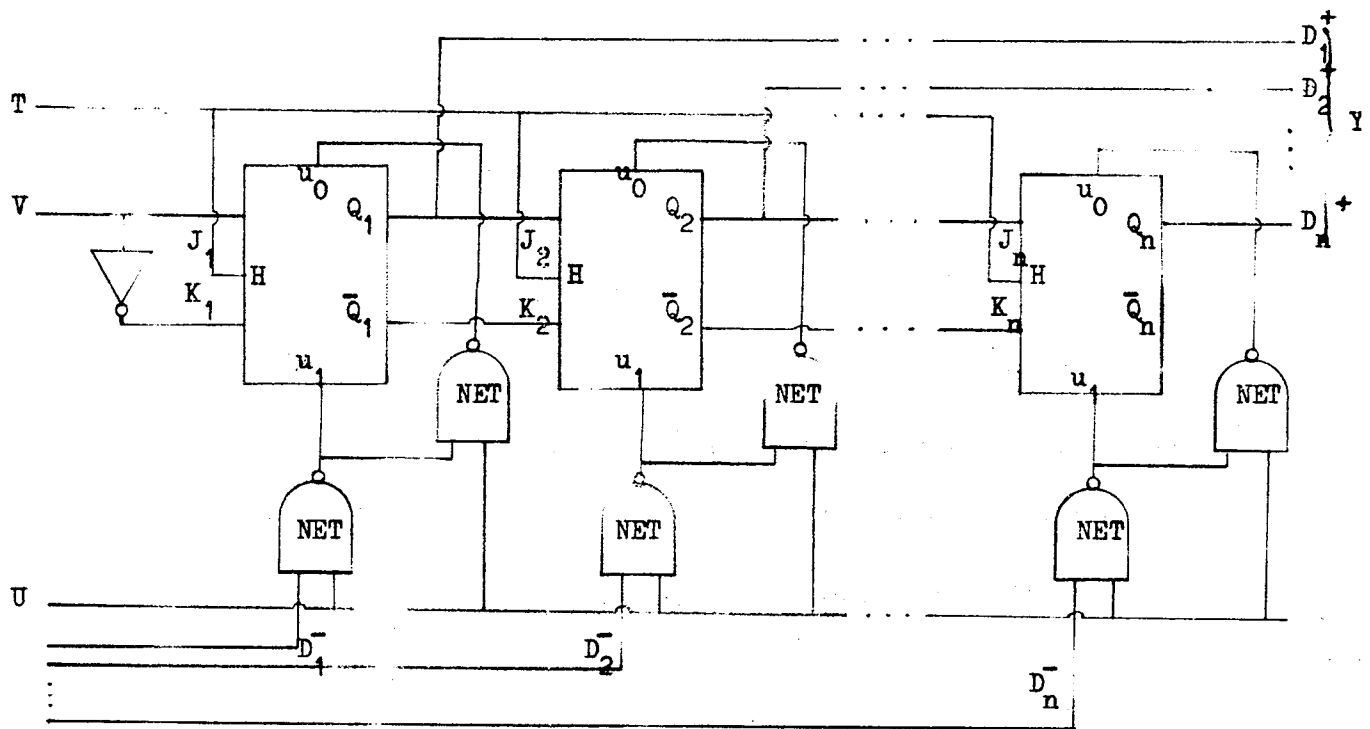 D₁⁺
D₂⁺
T
Y
u₀
u₀
u₀
V
Q₁
Q₂
Qₙ
Dₙ⁺
J₁
J₂
Jₙ
H
H
H
K₁
K₂
Kₙ
Q̄₁
Q̄₂
Q̄ₙ
u₁
u₁
u₁
NET
NET
NET
NET
NET
NET
U
D₁⁻
D₂⁻
Dₙ⁻